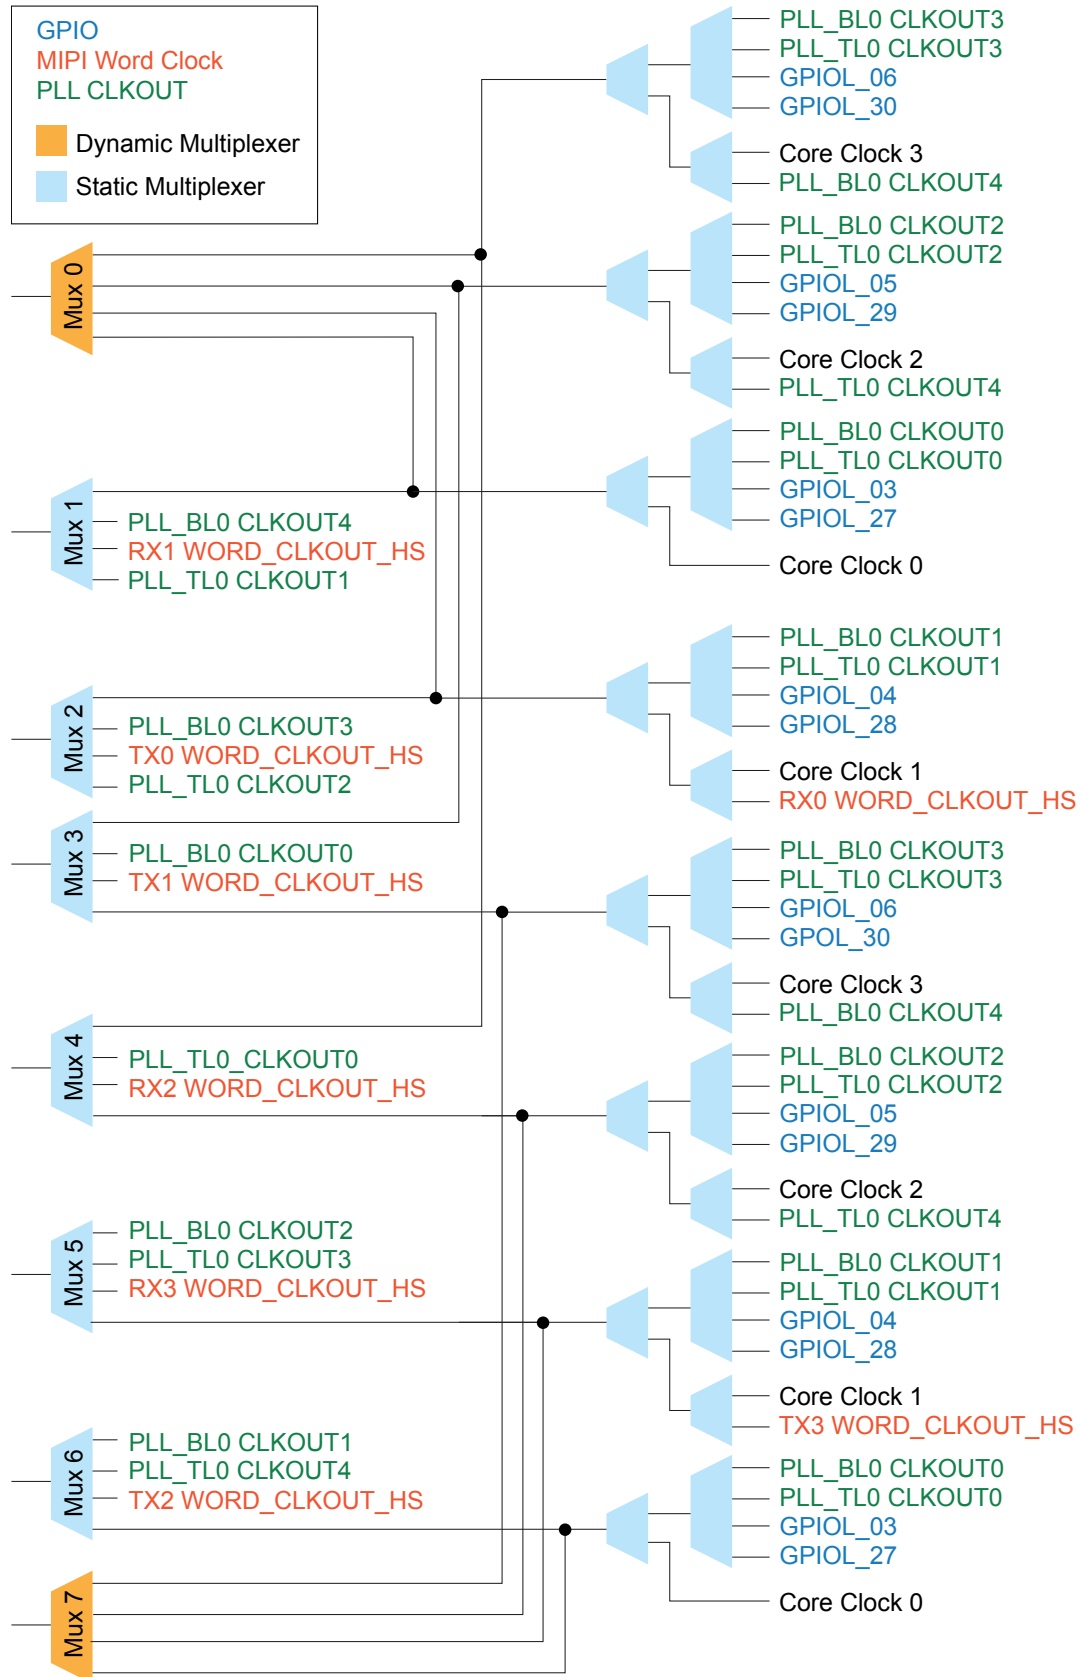 GPIO
MIPI Word Clock
PLL CLKOUT
Dynamic Multiplexer
Static Multiplexer
PLL_BL0 CLKOUT3
PLL_TL0 CLKOUT3
GPIOL_06
GPIOL_30
Core Clock 3
PLL_BL0 CLKOUT4
Mux 0
PLL_BL0 CLKOUT2
PLL_TL0 CLKOUT2
GPIOL_05
GPIOL_29
Core Clock 2
PLL_TL0 CLKOUT4
PLL_BL0 CLKOUT0
PLL_TL0 CLKOUT0
GPIOL_03
GPIOL_27
Core Clock 0
Mux 1
PLL_BL0 CLKOUT4
RX1 WORD_CLKOUT_HS
PLL_TL0 CLKOUT1
PLL_BL0 CLKOUT1
PLL_TL0 CLKOUT1
GPIOL_04
GPIOL_28
Core Clock 1
RX0 WORD_CLKOUT_HS
Mux 2
PLL_BL0 CLKOUT3
TX0 WORD_CLKOUT_HS
PLL_TL0 CLKOUT2
Mux 3
PLL_BL0 CLKOUT0
TX1 WORD_CLKOUT_HS
PLL_BL0 CLKOUT3
PLL_TL0 CLKOUT3
GPIOL_06
GPOL_30
Core Clock 3
PLL_BL0 CLKOUT4
Mux 4
PLL_TL0_CLKOUT0
RX2 WORD_CLKOUT_HS
PLL_BL0 CLKOUT2
PLL_TL0 CLKOUT2
GPIOL_05
GPIOL_29
Core Clock 2
PLL_TL0 CLKOUT4
Mux 5
PLL_BL0 CLKOUT2
PLL_TL0 CLKOUT3
RX3 WORD_CLKOUT_HS
PLL_BL0 CLKOUT1
PLL_TL0 CLKOUT1
GPIOL_04
GPIOL_28
Core Clock 1
TX3 WORD_CLKOUT_HS
Mux 6
PLL_BL0 CLKOUT1
PLL_TL0 CLKOUT4
TX2 WORD_CLKOUT_HS
PLL_BL0 CLKOUT0
PLL_TL0 CLKOUT0
GPIOL_03
GPIOL_27
Core Clock 0
Mux 7